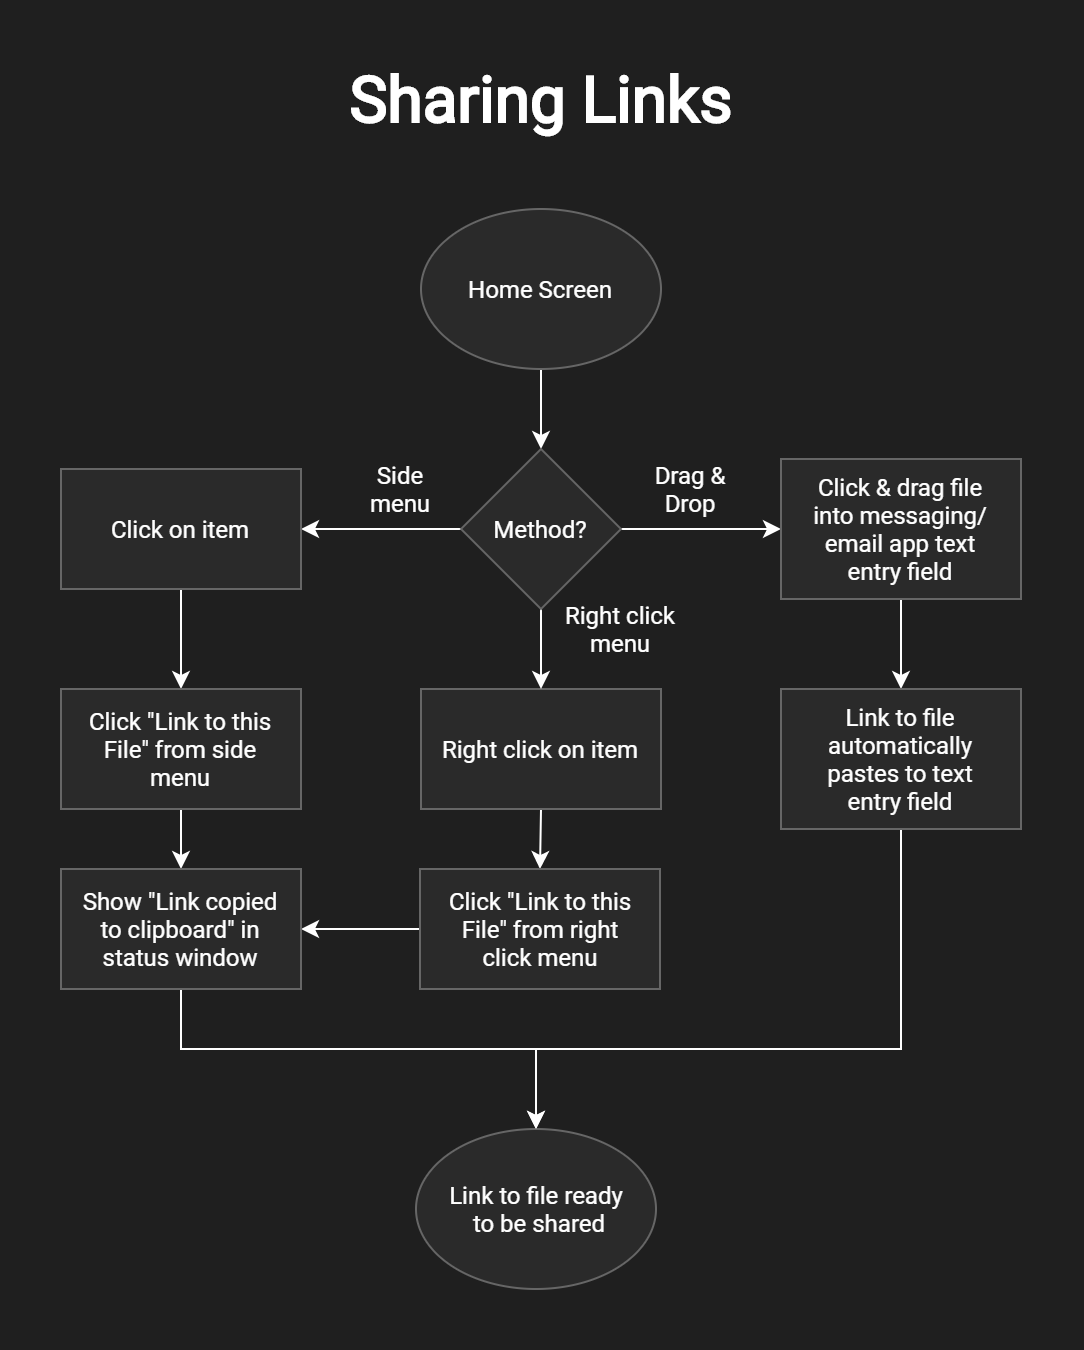 Sharing Links
Home Screen
Side
menu
Drag &
Drop
Method?
Click on item
Click & drag file
into messaging/
email app text
entry field
Right click
menu
Click "Link to this
File" from side
menu
Right click on item
Link to file
automatically
pastes to text
entry field
Show "Link copied
to clipboard" in
status window
Click "Link to this
File" from right
click menu
Link to file ready
to be shared